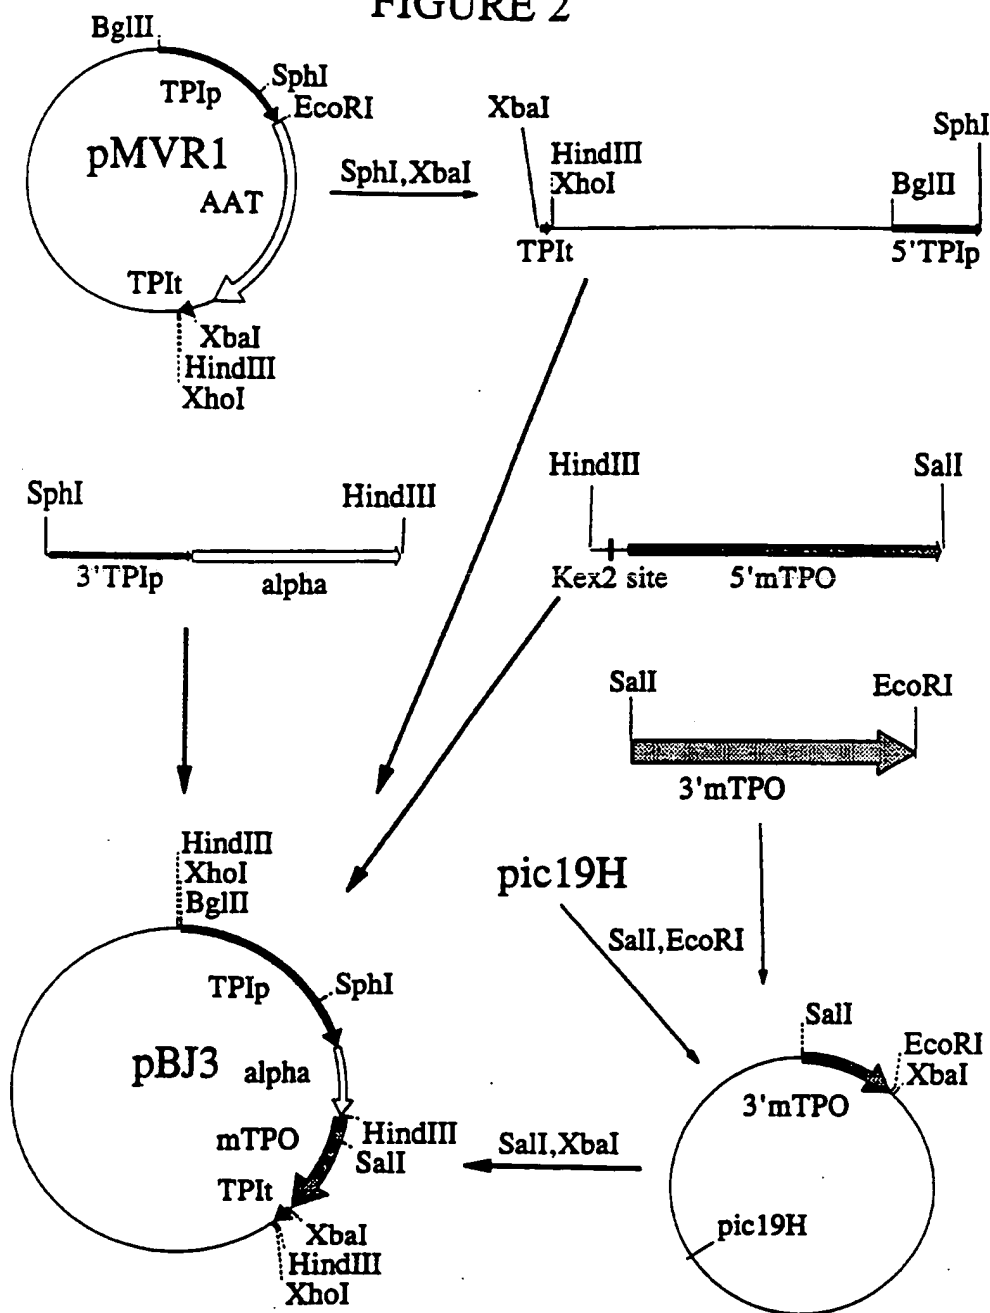 FIGURE 2
BglII
TPIp
SphI
EcoRI
pMVR1
AAT
TPIt
XbaI
HindIII
XhoI
SphI,XbaI
XbaI
HindIII
XhoI
SphI
BglII
TPIt
5'TPIp
SphI
HindIII
3'TPIp
alpha
HindIII
SalI
Kex2 site
5'mTPO
SalI
EcoRI
3'mTPO
HindIII
XhoI
BglII
TPIp
SphI
pBJ3
alpha
mTPO
HindIII
SalI
TPIt
XbaI
HindIII
XhoI
pic19H
SalI,EcoRI
SalI
EcoRI
XbaI
3'mTPO
SalI,XbaI
pic19H